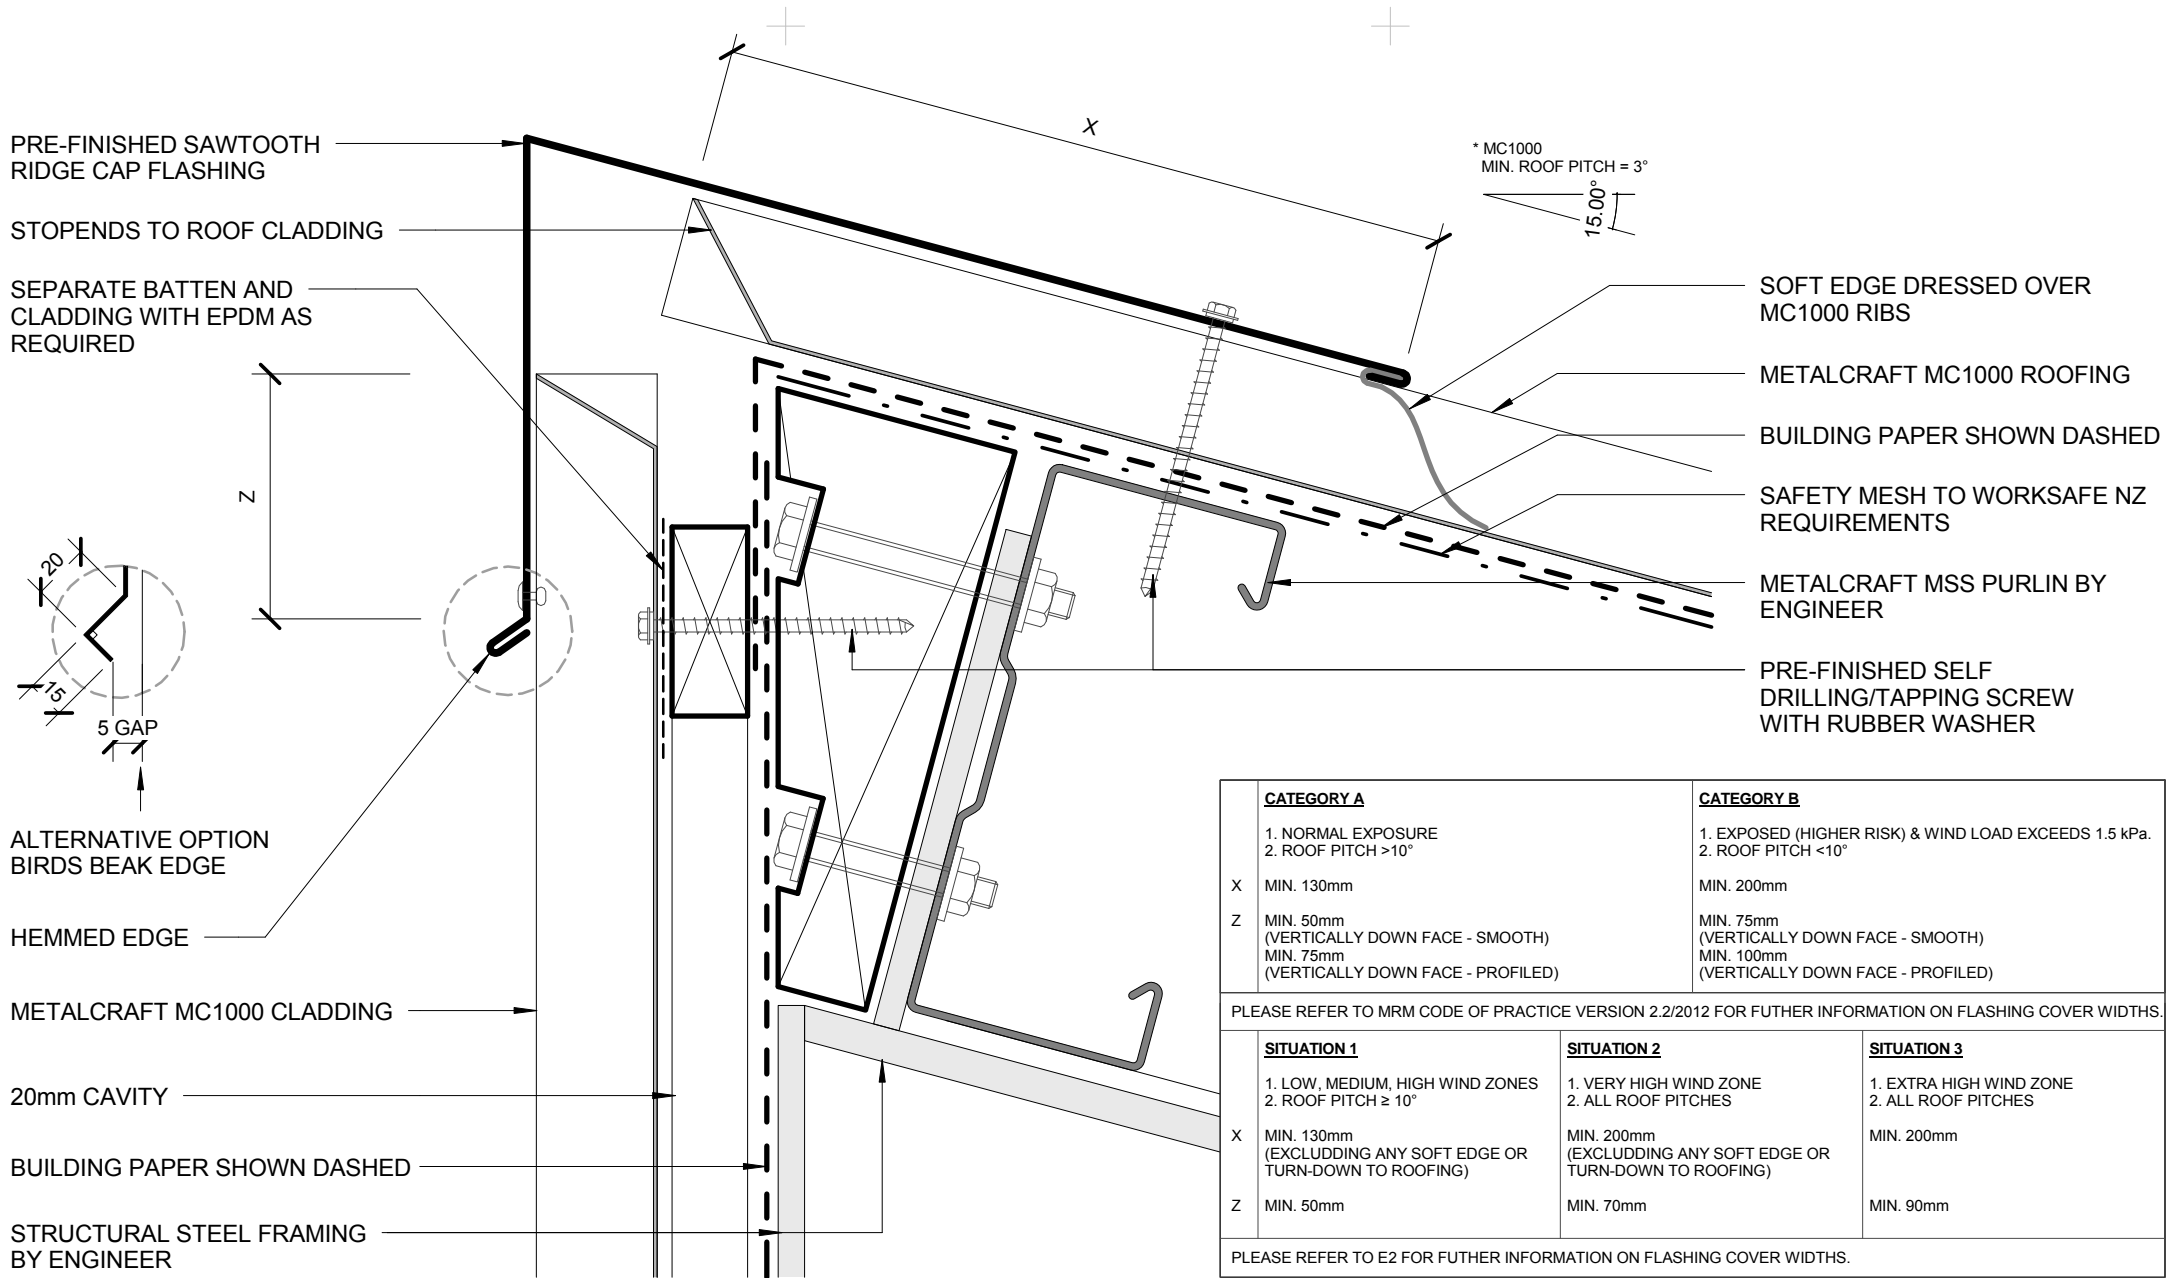 PRE-FINISHED SAWTOOTH
RIDGE CAP FLASHING
STOPENDS TO ROOF CLADDING
SEPARATE BATTEN AND
CLADDING WITH EPDM AS
REQUIRED
Z
20
15
5 GAP
ALTERNATIVE OPTION
BIRDS BEAK EDGE
HEMMED EDGE
METALCRAFT MC1000 CLADDING
20mm CAVITY
BUILDING PAPER SHOWN DASHED
STRUCTURAL STEEL FRAMING
BY ENGINEER
X
* MC1000
MIN. ROOF PITCH = 3°
15.00°
SOFT EDGE DRESSED OVER
MC1000 RIBS
METALCRAFT MC1000 ROOFING
BUILDING PAPER SHOWN DASHED
SAFETY MESH TO WORKSAFE NZ
REQUIREMENTS
METALCRAFT MSS PURLIN BY
ENGINEER
PRE-FINISHED SELF
DRILLING/TAPPING SCREW
WITH RUBBER WASHER
CATEGORY A
1. NORMAL EXPOSURE
2. ROOF PITCH >10°
X MIN. 130mm
Z MIN. 50mm
(VERTICALLY DOWN FACE - SMOOTH)
MIN. 75mm
(VERTICALLY DOWN FACE - PROFILED)
CATEGORY B
1. EXPOSED (HIGHER RISK) & WIND LOAD EXCEEDS 1.5 kPa.
2. ROOF PITCH <10°
MIN. 200mm
MIN. 75mm
(VERTICALLY DOWN FACE - SMOOTH)
MIN. 100mm
(VERTICALLY DOWN FACE - PROFILED)
PLEASE REFER TO MRM CODE OF PRACTICE VERSION 2.2/2012 FOR FUTHER INFORMATION ON FLASHING COVER WIDTHS.
SITUATION 1
1. LOW, MEDIUM, HIGH WIND ZONES
2. ROOF PITCH ≥ 10°
X MIN. 130mm
(EXCLUDDING ANY SOFT EDGE OR
TURN-DOWN TO ROOFING)
Z MIN. 50mm
SITUATION 2
1. VERY HIGH WIND ZONE
2. ALL ROOF PITCHES
MIN. 200mm
(EXCLUDDING ANY SOFT EDGE OR
TURN-DOWN TO ROOFING)
MIN. 70mm
SITUATION 3
1. EXTRA HIGH WIND ZONE
2. ALL ROOF PITCHES
MIN. 200mm
MIN. 90mm
PLEASE REFER TO E2 FOR FUTHER INFORMATION ON FLASHING COVER WIDTHS.